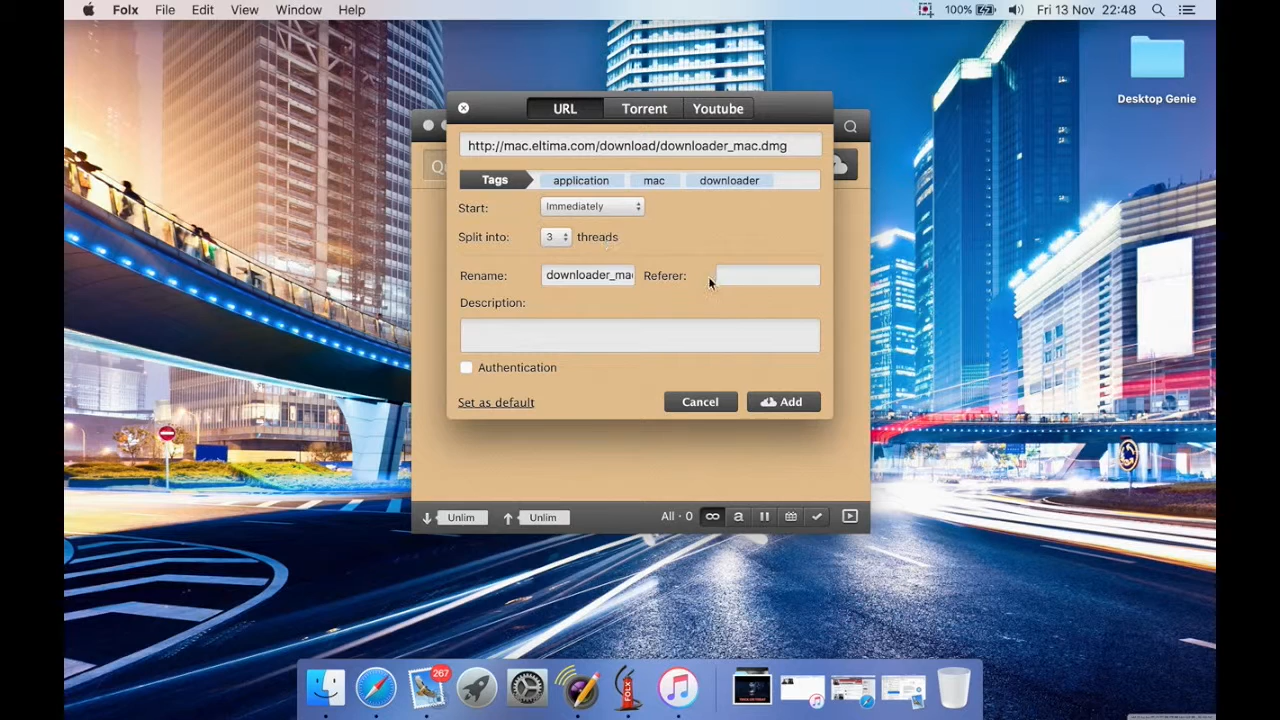 Folx File Edit View Window Help 100% Fri 13 Nov 22:48
Desktop Genie
URL Torrent Youtube
http://mac.eltima.com/download/downloader_mac.dmg
Tags application mac downloader
Start: Immediately
Split into: 3 threads
Rename: downloader_ma Referer:
Description:
Authentication
Set as default Cancel Add
Unlim Unlim All · 0 a
267
FOLX